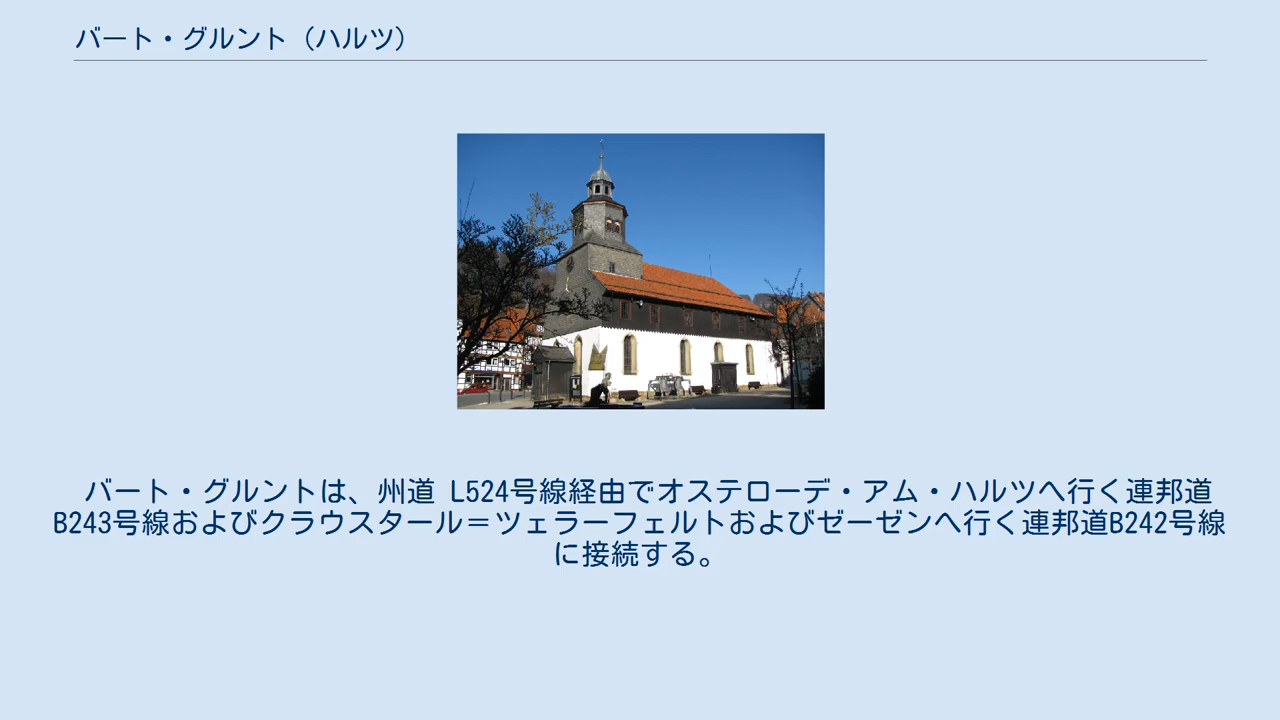 バート・グルント（ハルツ）
バート・グルントは、州道 L524号線経由でオステローデ・アム・ハルツへ行く連邦道
B243号線およびクラウスタール＝ツェラーフェルトおよびゼーゼンへ行く連邦道B242号線
に接続する。